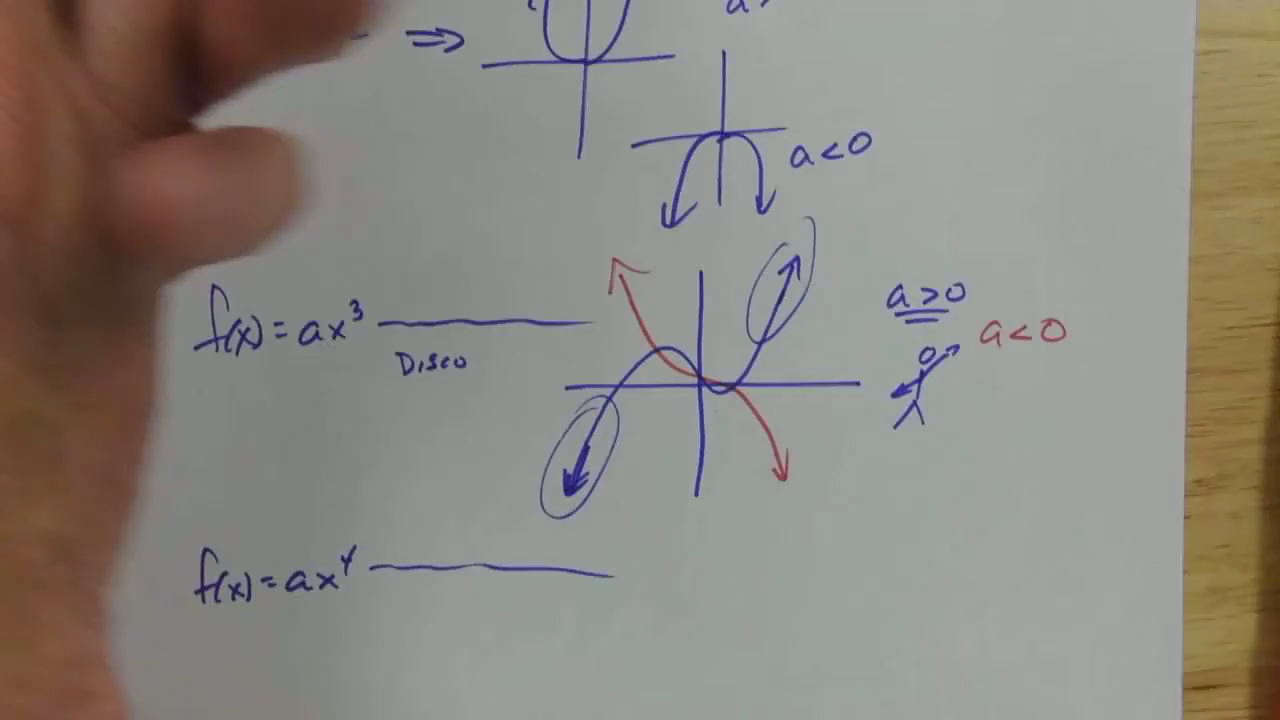 a>
a<0
f(x) = ax³
Disco
a>0
a<0
f(x) = ax⁴